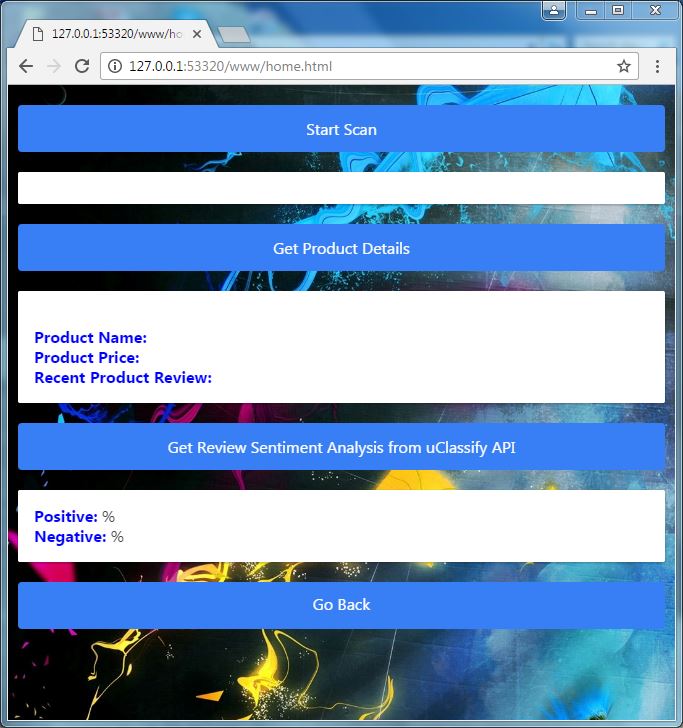 127.0.0.1:53320/www/ho
127.0.0.1:53320/www/home.html
Start Scan
Get Product Details
Product Name:
Product Price:
Recent Product Review:
Get Review Sentiment Analysis from uClassify API
Positive: %
Negative: %
Go Back